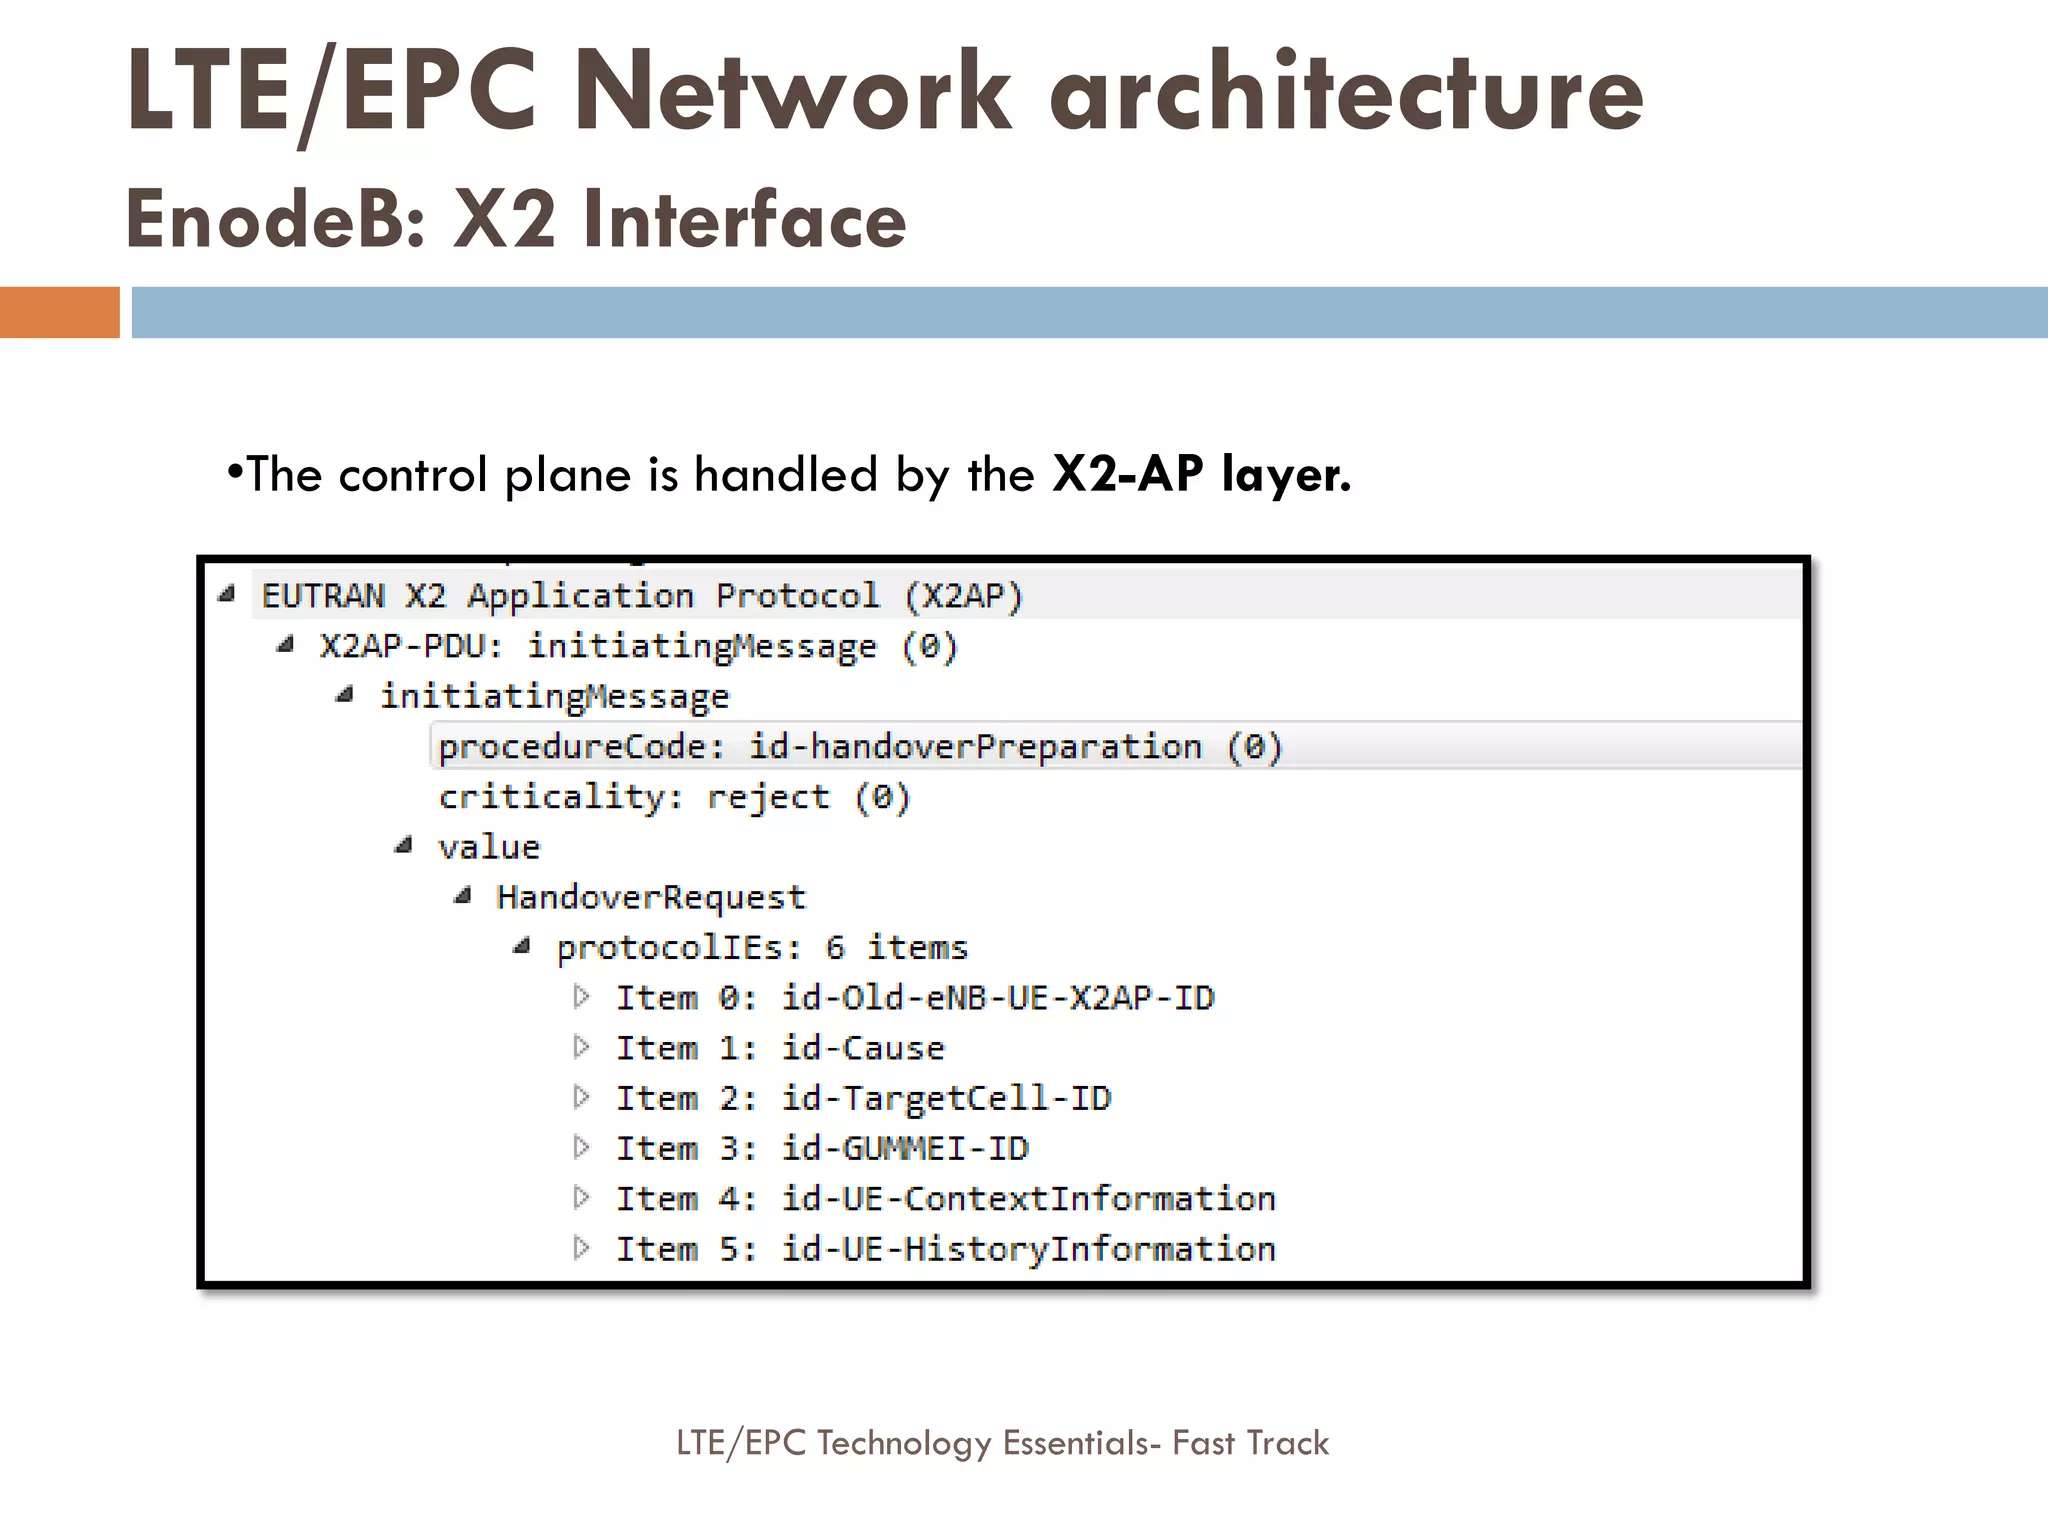 LTE/EPC Network architecture
EnodeB: X2 Interface
•The control plane is handled by the X2-AP layer.
EUTRAN X2 Application Protocol (X2AP)
X2AP-PDU: initiatingMessage (0)
initiatingMessage
procedureCode: id-handoverPreparation (0)
criticality: reject (0)
value
HandoverRequest
protocolIEs: 6 items
Item 0: id-Old-eNB-UE-X2AP-ID
Item 1: id-Cause
Item 2: id-TargetCell-ID
Item 3: id-GUMMEI-ID
Item 4: id-UE-ContextInformation
Item 5: id-UE-HistoryInformation
LTE/EPC Technology Essentials- Fast Track